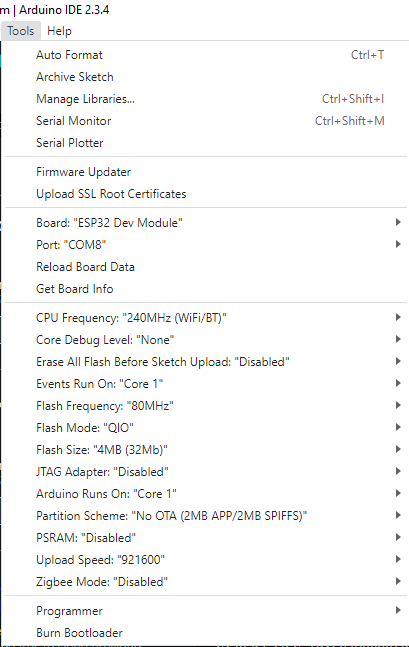 m | Arduino IDE 2.3.4
Tools Help
Auto Format Ctrl+T
Archive Sketch
Manage Libraries... Ctrl+Shift+I
Serial Monitor Ctrl+Shift+M
Serial Plotter
Firmware Updater
Upload SSL Root Certificates
Board: "ESP32 Dev Module"
Port: "COM8"
Reload Board Data
Get Board Info
CPU Frequency: "240MHz (WiFi/BT)"
Core Debug Level: "None"
Erase All Flash Before Sketch Upload: "Disabled"
Events Run On: "Core 1"
Flash Frequency: "80MHz"
Flash Mode: "QIO"
Flash Size: "4MB (32Mb)"
JTAG Adapter: "Disabled"
Arduino Runs On: "Core 1"
Partition Scheme: "No OTA (2MB APP/2MB SPIFFS)"
PSRAM: "Disabled"
Upload Speed: "921600"
Zigbee Mode: "Disabled"
Programmer
Burn Bootloader